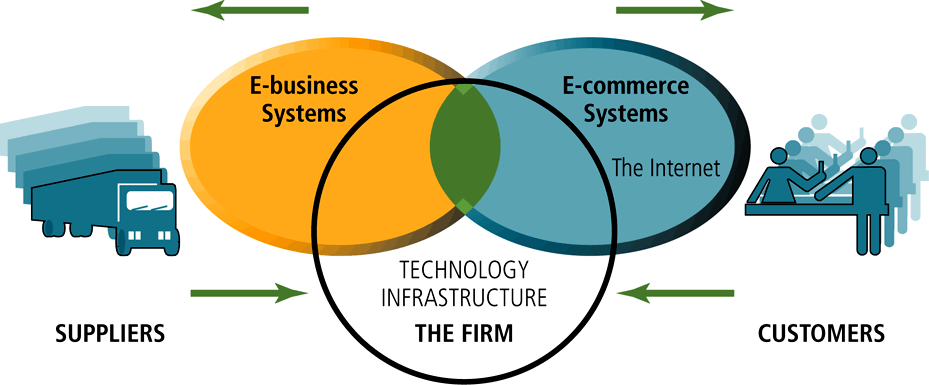 E-business
Systems
E-commerce
Systems
The Internet
TECHNOLOGY
INFRASTRUCTURE
THE FIRM
SUPPLIERS
CUSTOMERS